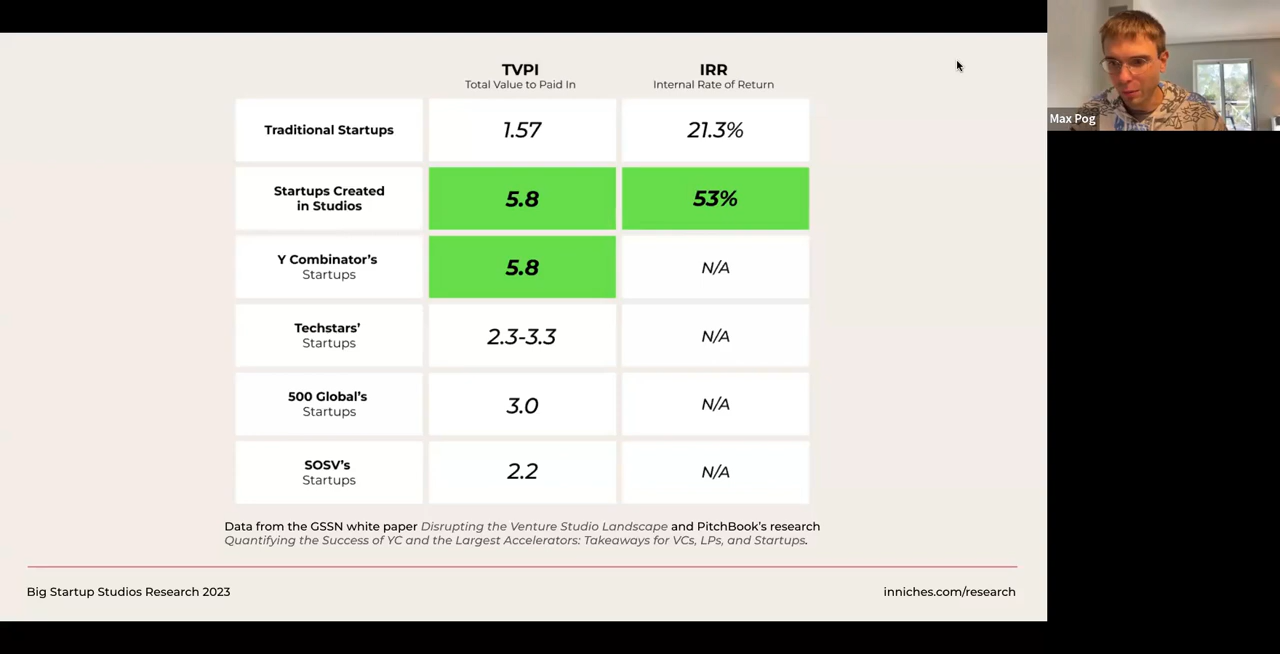 TVPI
Total Value to Paid In
IRR
Internal Rate of Return
Traditional Startups
1.57
21.3%
Startups Created
in Studios
5.8
53%
Y Combinator’s
Startups
5.8
N/A
Techstars’
Startups
2.3-3.3
N/A
500 Global’s
Startups
3.0
N/A
SOSV’s
Startups
2.2
N/A
Data from the GSSN white paper Disrupting the Venture Studio Landscape and PitchBook’s research
Quantifying the Success of YC and the Largest Accelerators: Takeaways for VCs, LPs, and Startups.
Big Startup Studios Research 2023
inniches.com/research
Max Pog